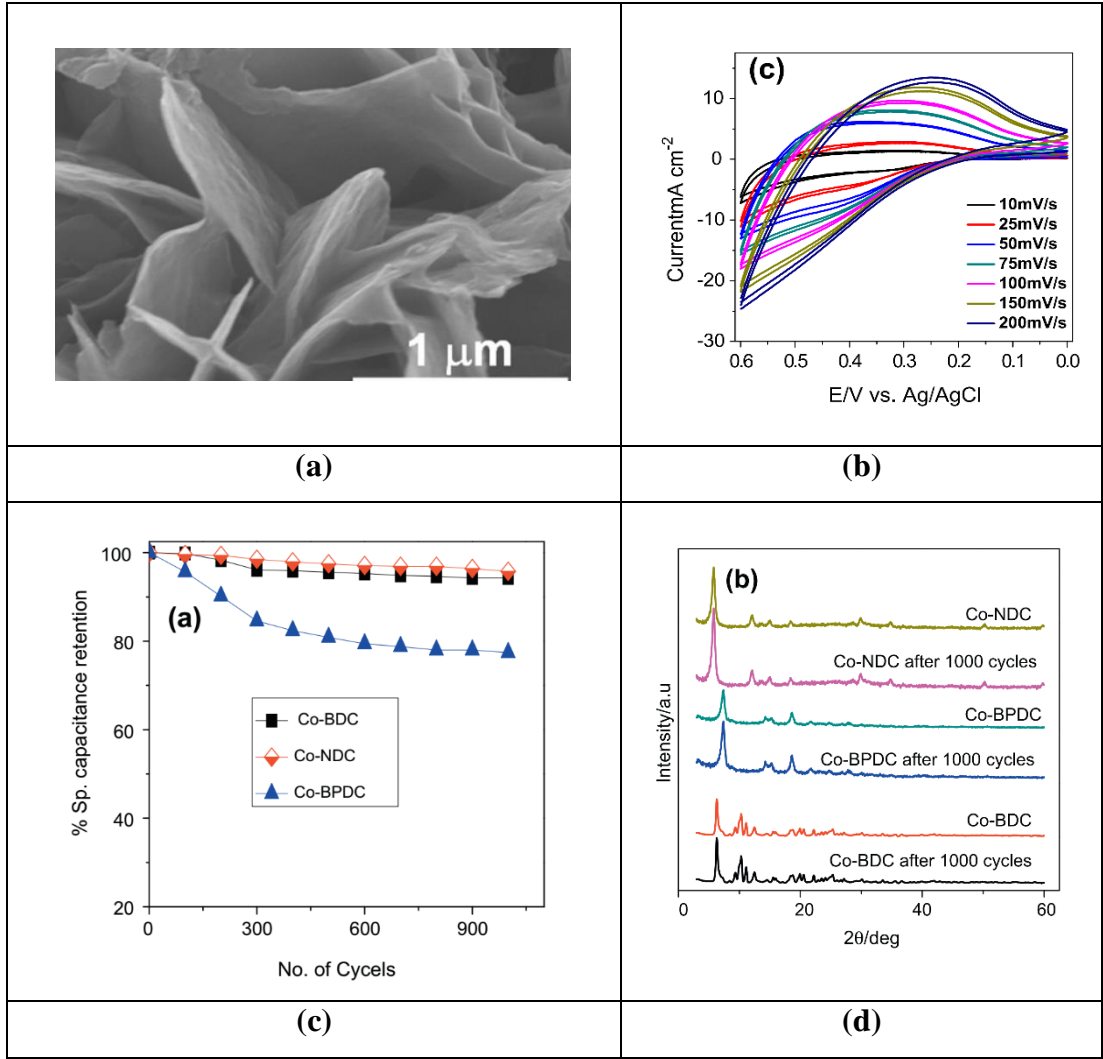 1 μm
(a)
(c)
CurrentmA cm-2
10
0
-10
-20
-30
0.6
0.5
0.4
0.3
0.2
0.1
0.0
E/V vs. Ag/AgCl
10mV/s
25mV/s
50mV/s
75mV/s
100mV/s
150mV/s
200mV/s
(b)
% Sp. capacitance retention
100
80
60
40
20
0
300
600
900
No. of Cycels
(a)
Co-BDC
Co-NDC
Co-BPDC
(c)
(b)
Intensity/a.u
Co-NDC
Co-NDC after 1000 cycles
Co-BPDC
Co-BPDC after 1000 cycles
Co-BDC
Co-BDC after 1000 cycles
0
20
40
60
2θ/deg
(d)